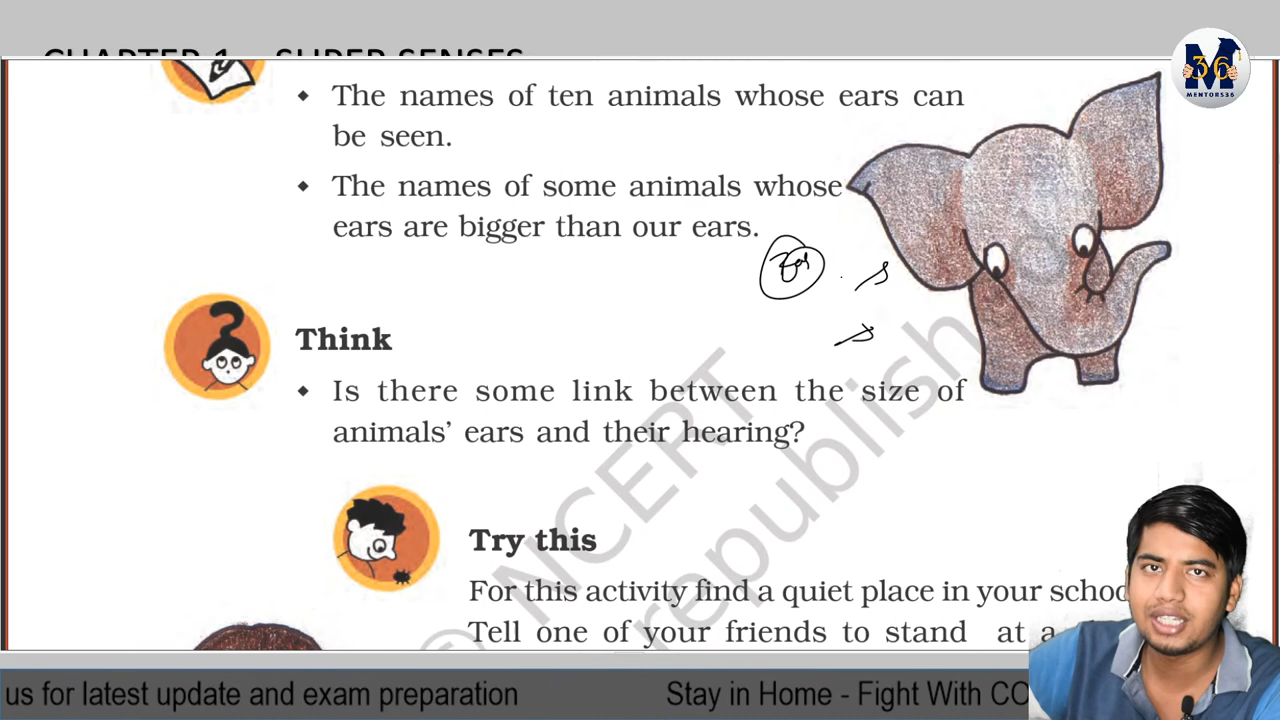 CHAPTER 1 – SUPER SENSES
36
MENTORS36
◆ The names of ten animals whose ears can
be seen.
◆ The names of some animals whose
ears are bigger than our ears.
Think
◆ Is there some link between the size of
animals’ ears and their hearing?
Try this
For this activity find a quiet place in your schoo
Tell one of your friends to stand at a
© NCERT
republish
us for latest update and exam preparation
Stay in Home - Fight With CO